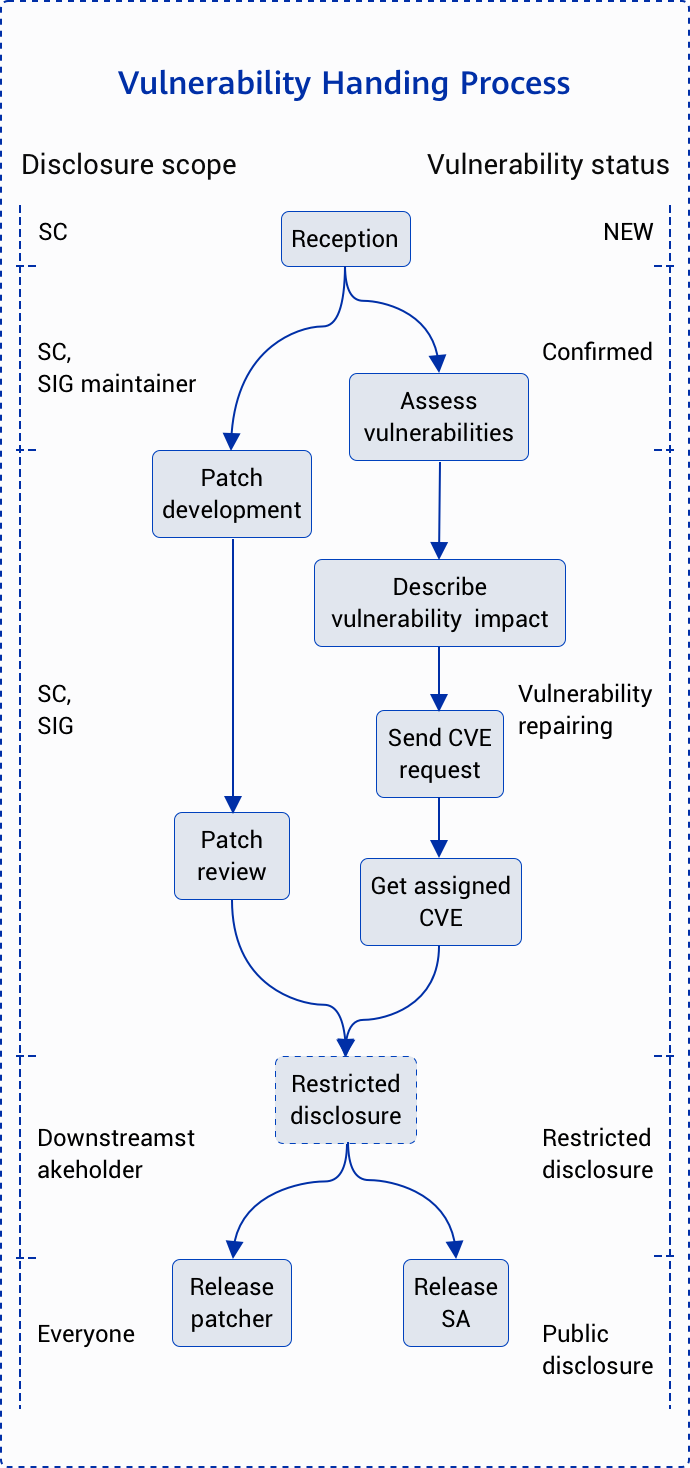 Vulnerability Handing Process
Disclosure scope
Vulnerability status
SC
Reception
NEW
SC,
SIG maintainer
Confirmed
Assess
vulnerabilities
Patch
development
Describe
vulnerability impact
SC,
SIG
Vulnerability
repairing
Send CVE
request
Patch
review
Get assigned
CVE
Restricted
disclosure
Downstreamst
akeholder
Restricted
disclosure
Release
patcher
Release
SA
Everyone
Public
disclosure